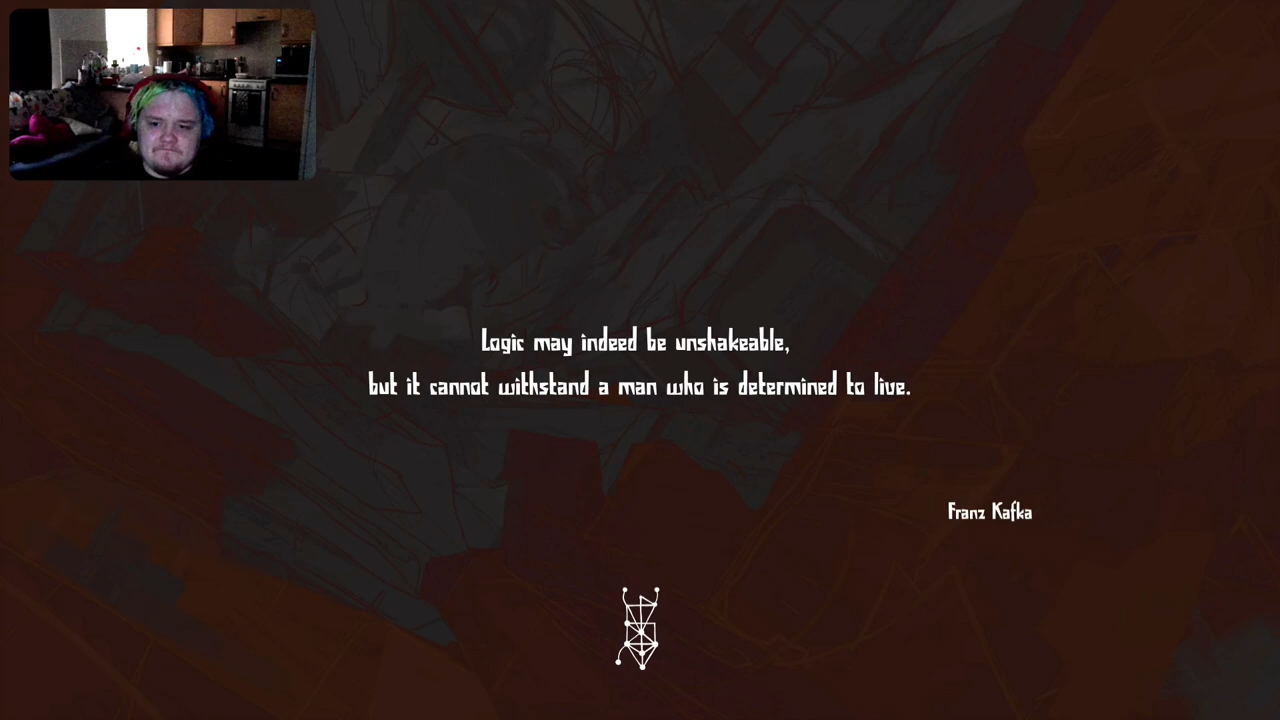 Logic may indeed be unshakeable,
but it cannot withstand a man who is determined to live.
Franz Kafka